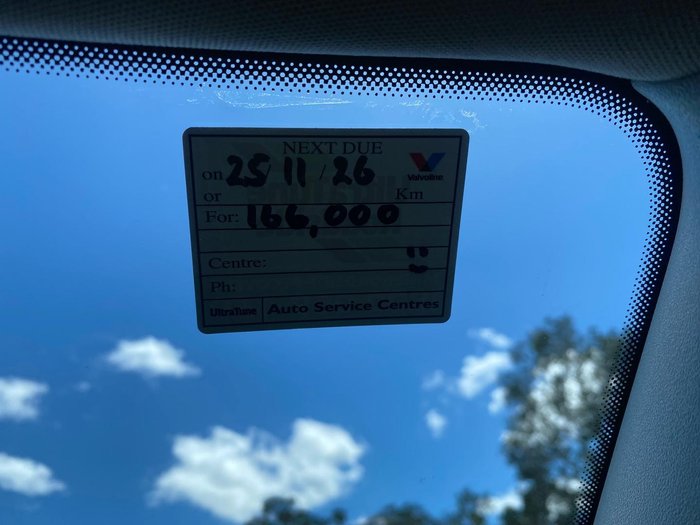 NEXT DUE
on 25/11/26
Valvoline
or Km
For: 166,000
Centre:
Ph:
UltraTune Auto Service Centres